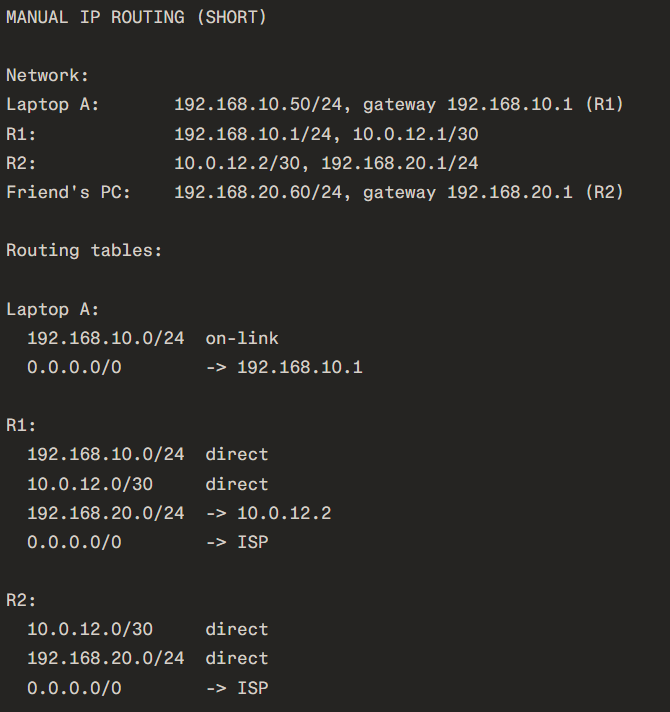 MANUAL IP ROUTING (SHORT)
Network:
Laptop A:       192.168.10.50/24, gateway 192.168.10.1 (R1)
R1:             192.168.10.1/24, 10.0.12.1/30
R2:             10.0.12.2/30, 192.168.20.1/24
Friend's PC:    192.168.20.60/24, gateway 192.168.20.1 (R2)
Routing tables:
Laptop A:
  192.168.10.0/24  on-link
  0.0.0.0/0        -> 192.168.10.1
R1:
  192.168.10.0/24  direct
  10.0.12.0/30     direct
  192.168.20.0/24  -> 10.0.12.2
  0.0.0.0/0        -> ISP
R2:
  10.0.12.0/30     direct
  192.168.20.0/24  direct
  0.0.0.0/0        -> ISP